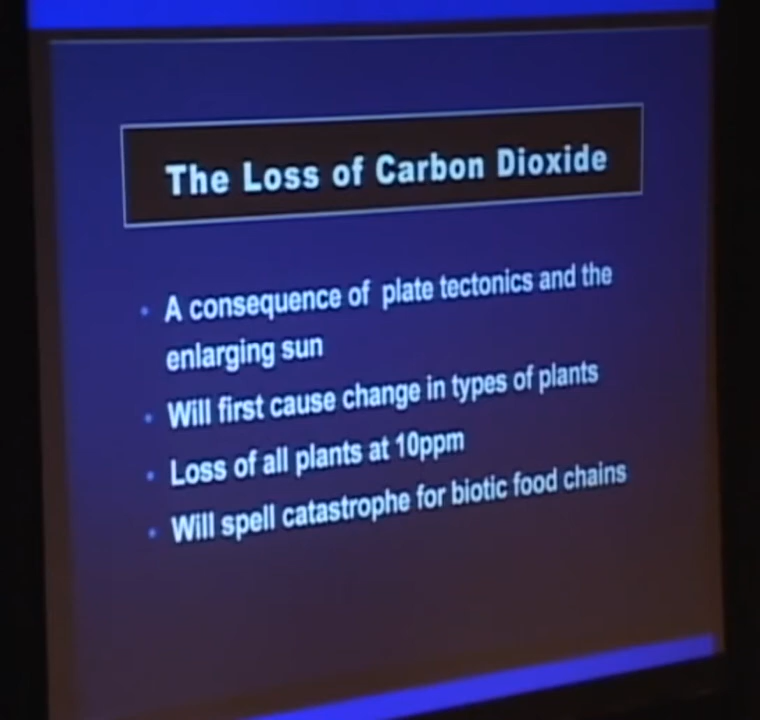 The Loss of Carbon Dioxide
• A consequence of plate tectonics and the
enlarging sun
• Will first cause change in types of plants
• Loss of all plants at 10ppm
• Will spell catastrophe for biotic food chains